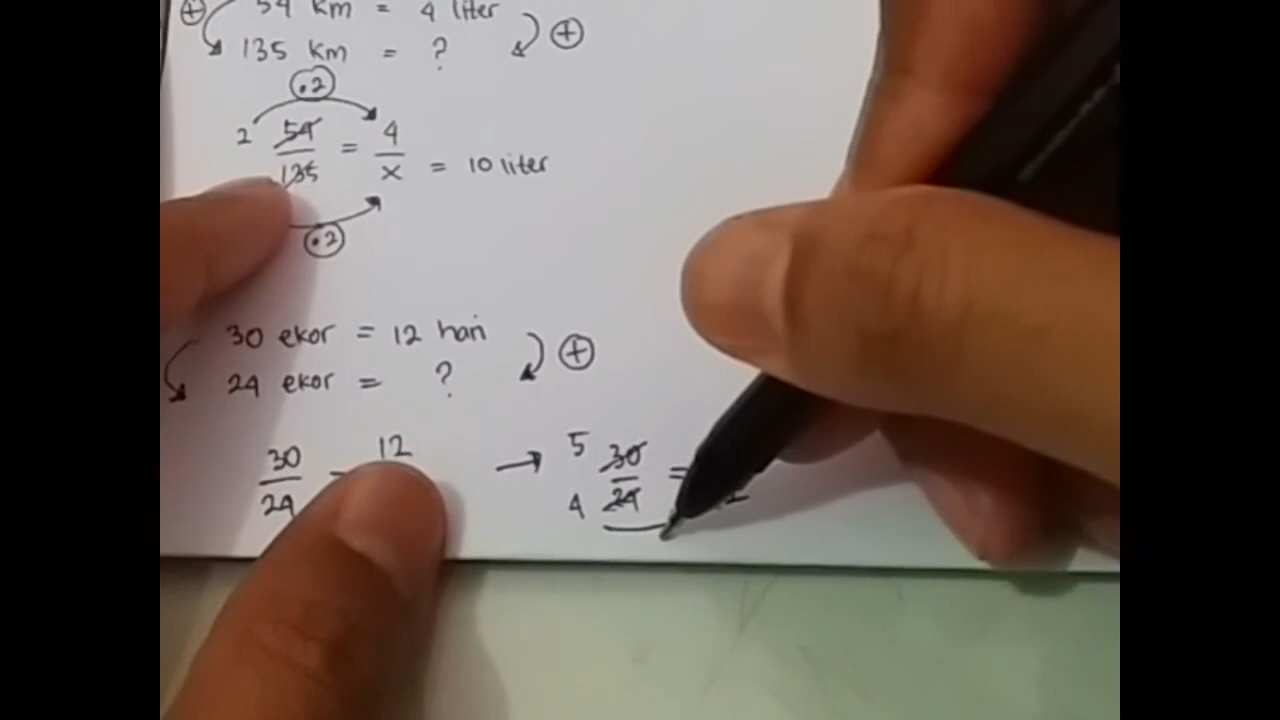 ⊕ 54 km = 4 liter
135 km = ? ⊕
.2
2 54/135 = 4/x = 10 liter
.2
30 ekor = 12 hari ⊕
24 ekor = ?
30/24 = 12 → 5 30/24 =
4